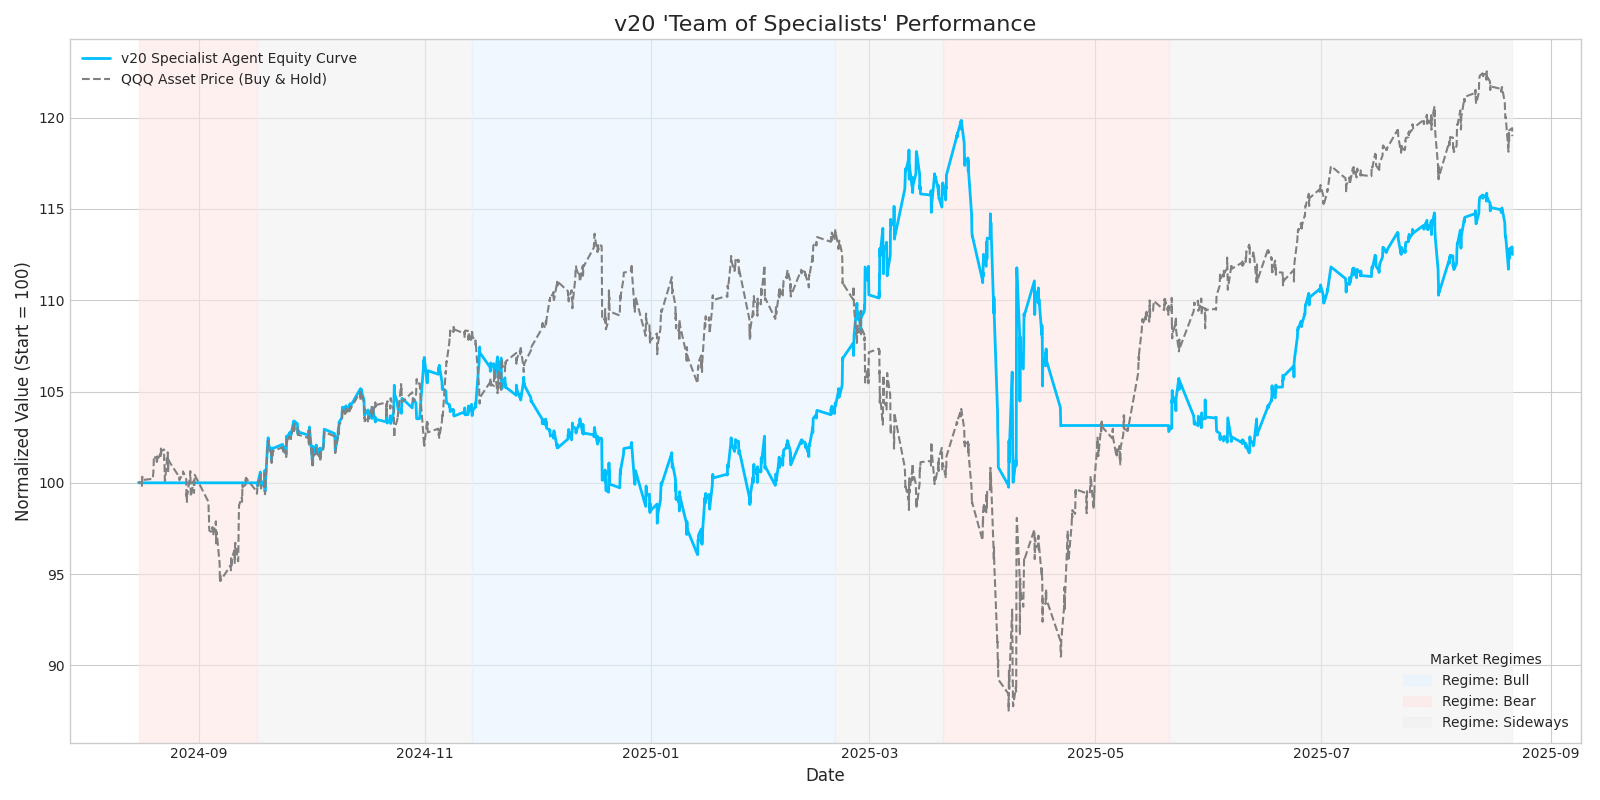 v20 'Team of Specialists' Performance
v20 Specialist Agent Equity Curve
QQQ Asset Price (Buy & Hold)
Normalized Value (Start = 100)
120
115
110
105
100
95
90
Market Regimes
Regime: Bull
Regime: Bear
Regime: Sideways
2024-09
2024-11
2025-01
2025-03
2025-05
2025-07
2025-09
Date